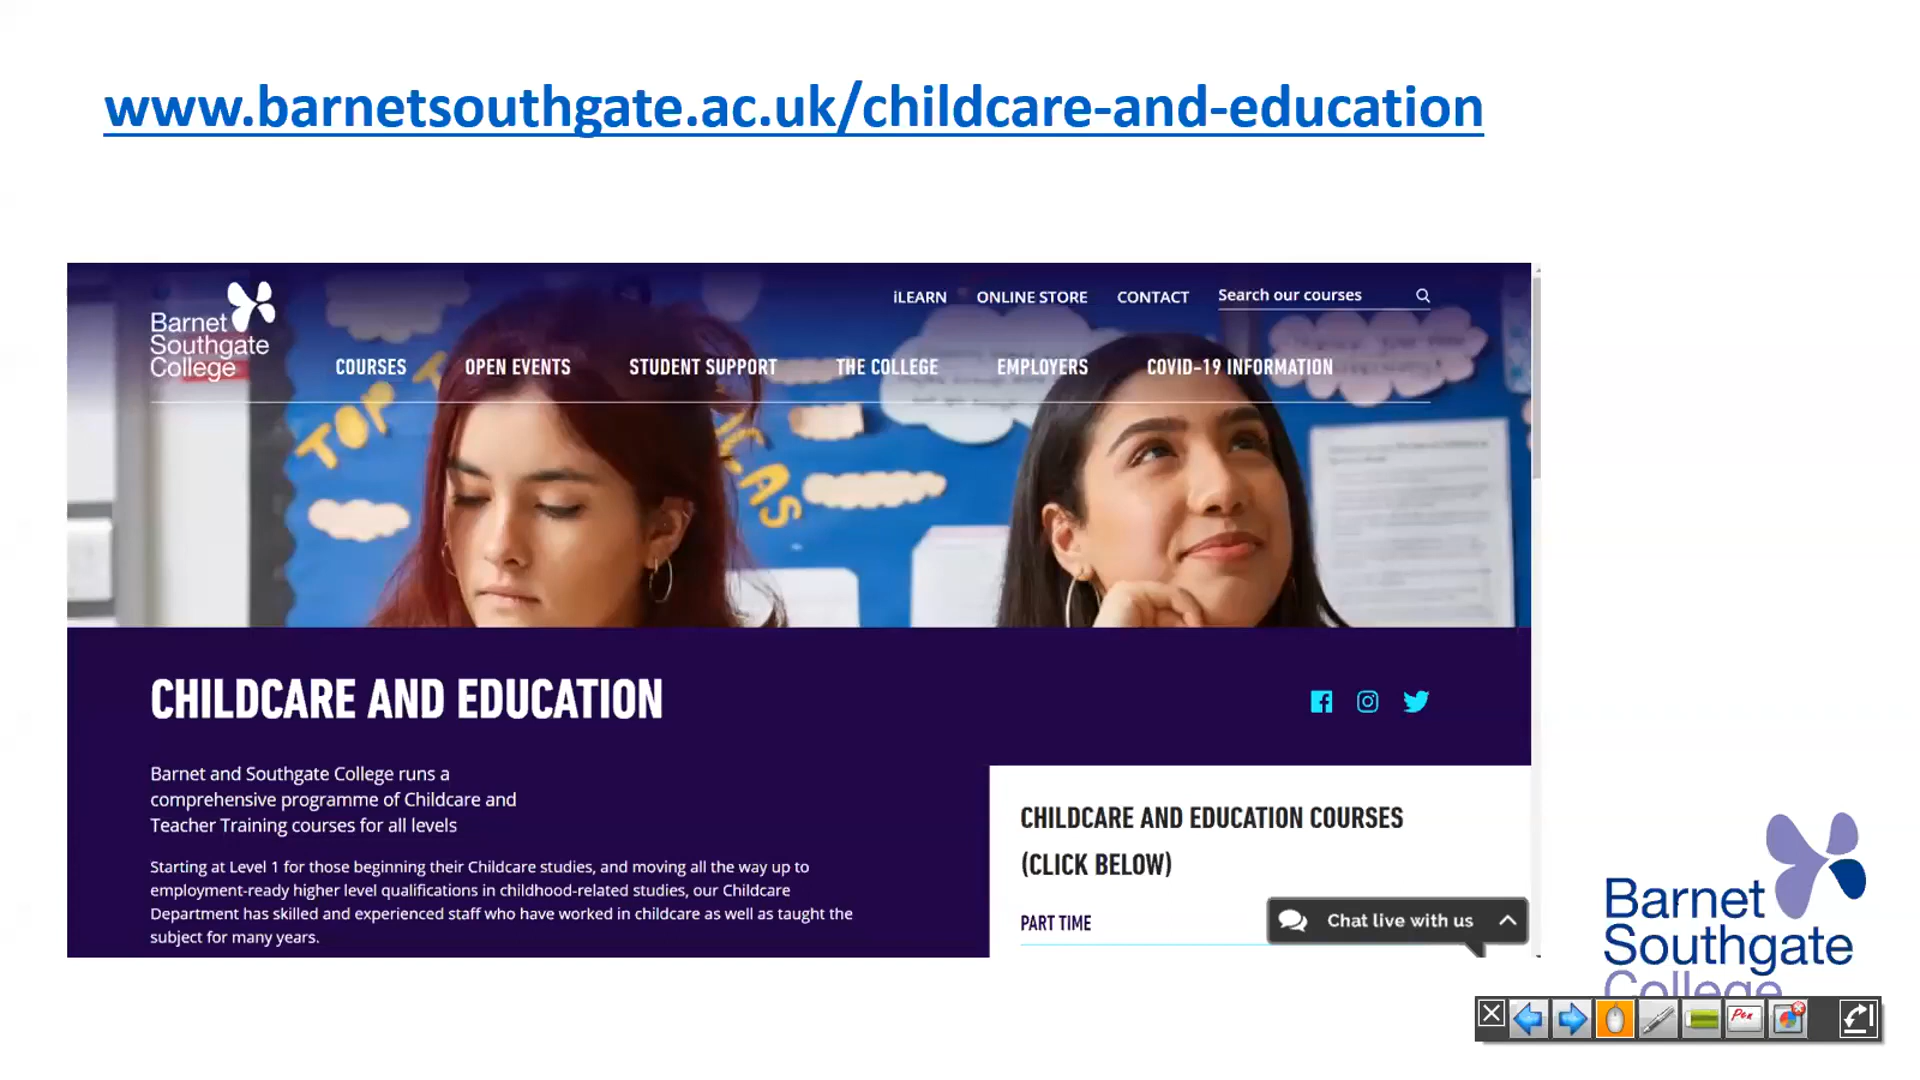 www.barnetsouthgate.ac.uk/childcare-and-education
iLEARN
ONLINE STORE
CONTACT
Search our courses
Barnet
Southgate
College
COURSES
OPEN EVENTS
STUDENT SUPPORT
THE COLLEGE
EMPLOYERS
COVID-19 INFORMATION
TOP
CHILDCARE AND EDUCATION
Barnet and Southgate College runs a
comprehensive programme of Childcare and
Teacher Training courses for all levels
Starting at Level 1 for those beginning their Childcare studies, and moving all the way up to
employment-ready higher level qualifications in childhood-related studies, our Childcare
Department has skilled and experienced staff who have worked in childcare as well as taught the
subject for many years.
CHILDCARE AND EDUCATION COURSES
(CLICK BELOW)
PART TIME
Chat live with us
Barnet
Southgate
College
Pen